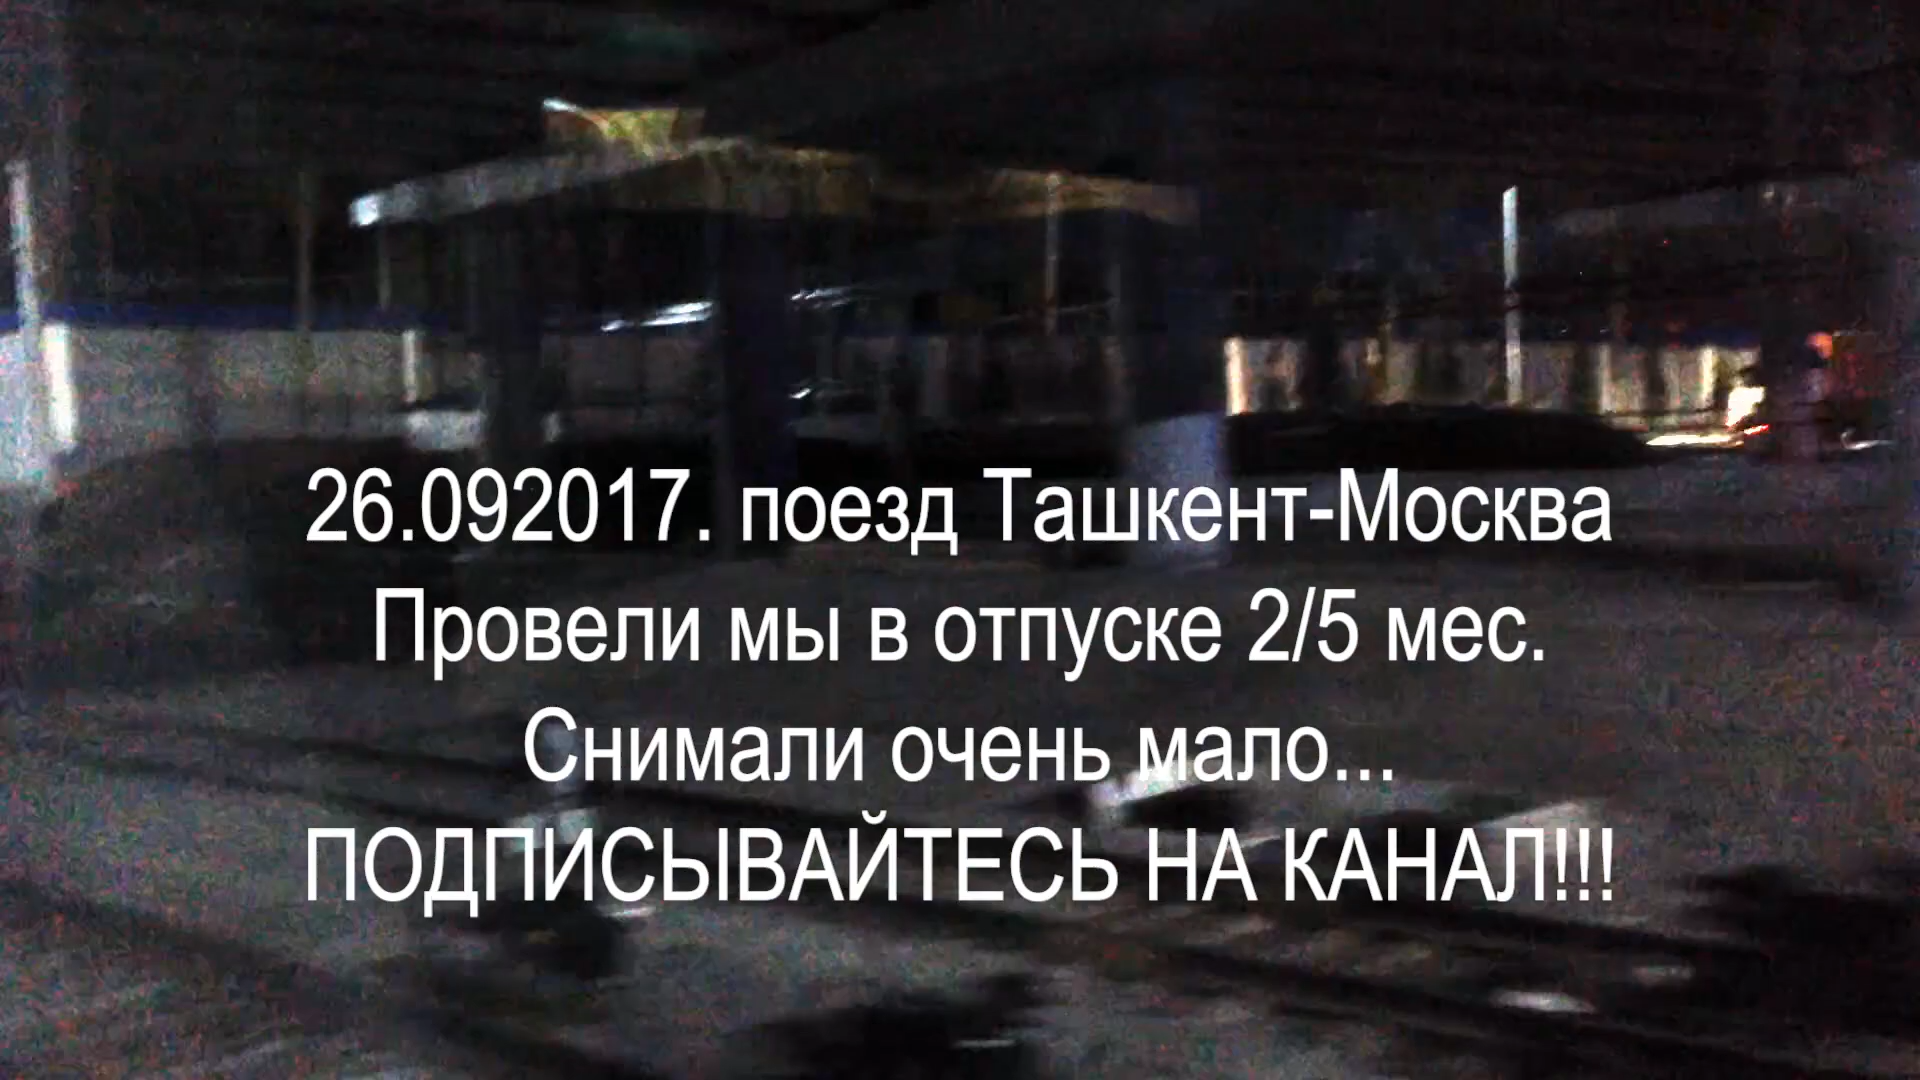 26.092017. поезд Ташкент-Москва
Провели мы в отпуске 2/5 мес.
Снимали очень мало...
ПОДПИСЫВАЙТЕСЬ НА КАНАЛ!!!